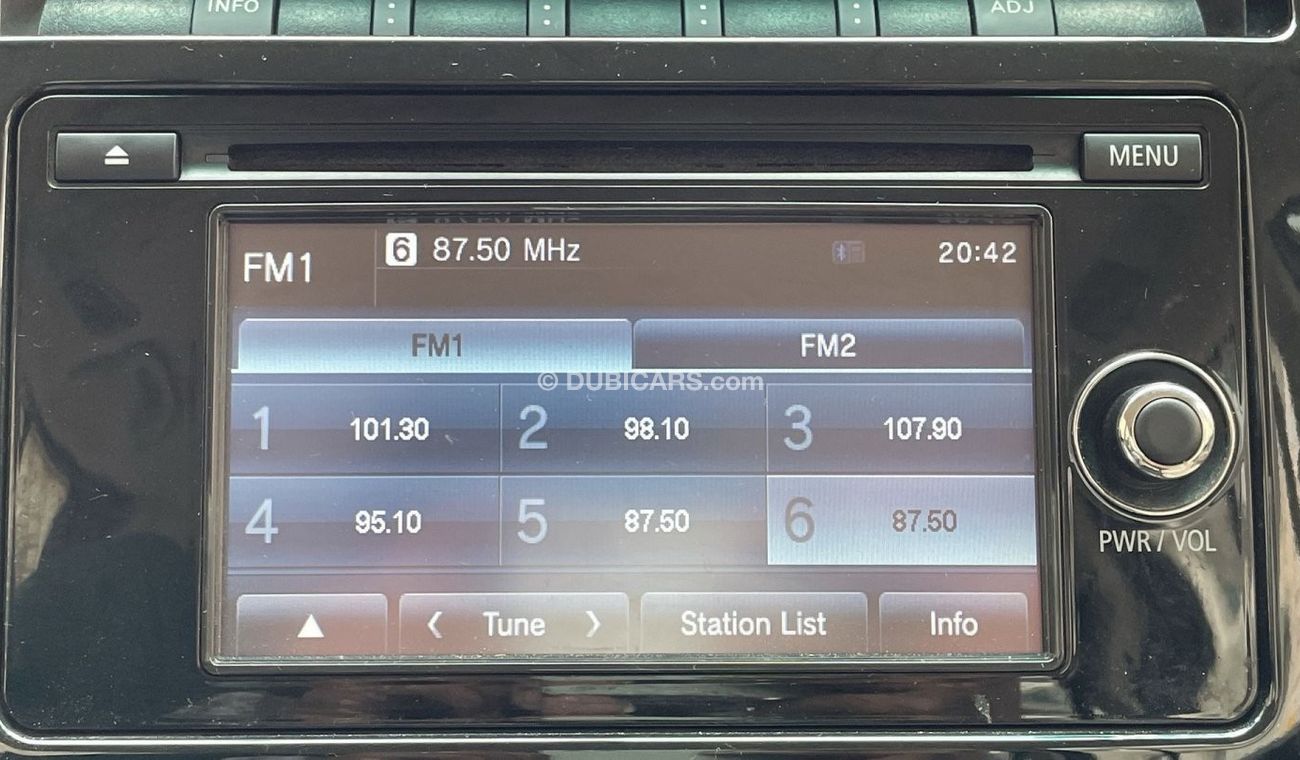 INFO ADJ
MENU
FM1 6 87.50 MHz 20:42
FM1 FM2
© DUBICARS.com
1 101.30 2 98.10 3 107.90
4 95.10 5 87.50 6 87.50
Tune Station List Info
PWR / VOL